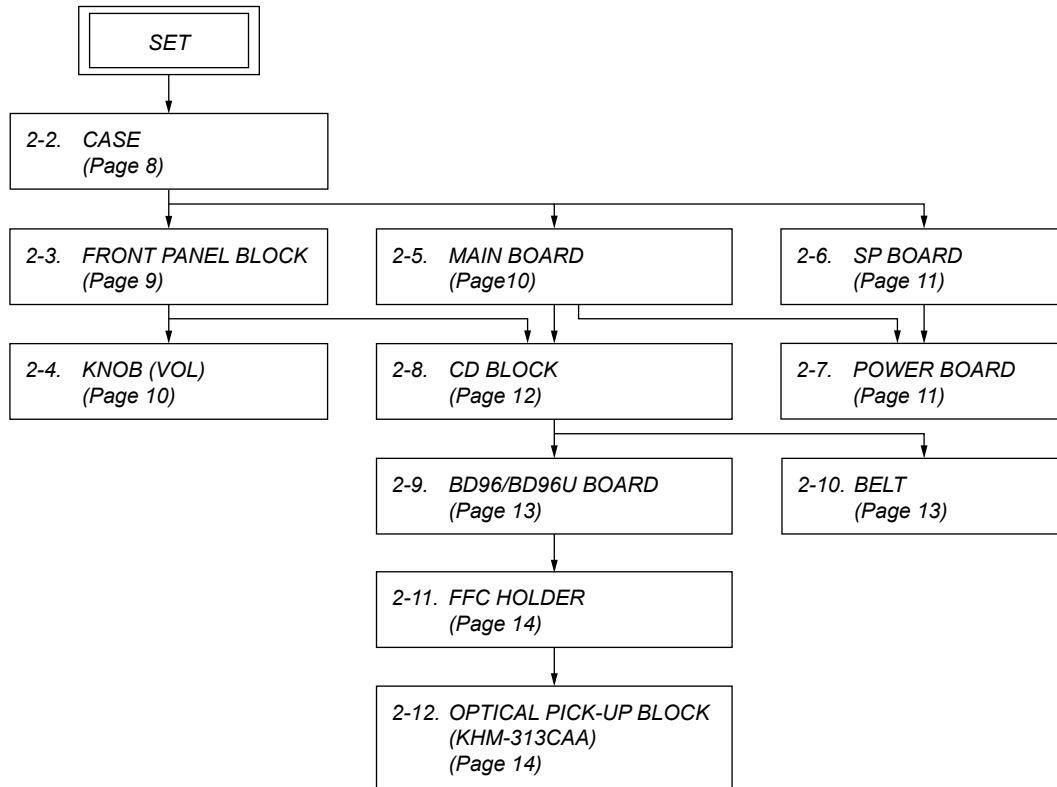 SET
2-2. CASE
(Page 8)
2-3. FRONT PANEL BLOCK
(Page 9)
2-5. MAIN BOARD
(Page10)
2-6. SP BOARD
(Page 11)
2-4. KNOB (VOL)
(Page 10)
2-8. CD BLOCK
(Page 12)
2-7. POWER BOARD
(Page 11)
2-9. BD96/BD96U BOARD
(Page 13)
2-10. BELT
(Page 13)
2-11. FFC HOLDER
(Page 14)
2-12. OPTICAL PICK-UP BLOCK
(KHM-313CAA)
(Page 14)